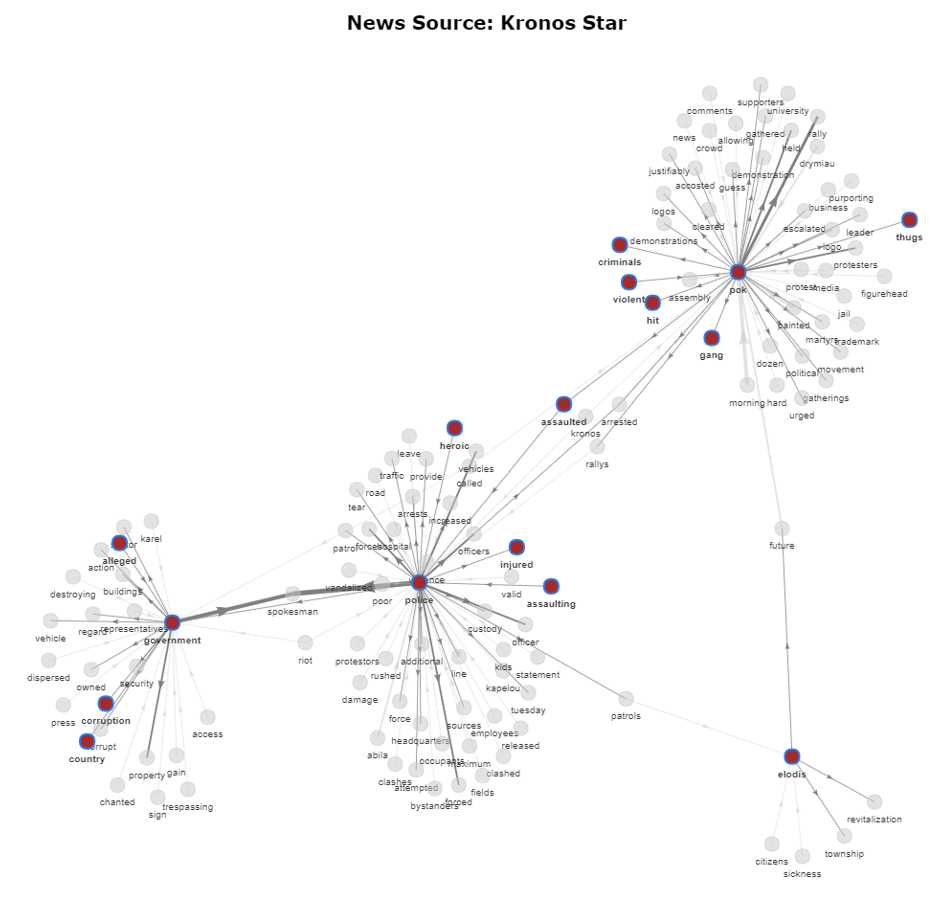 News Source: Kronos Star
supporters
comments
university
news
allowing
gathered
rally
crowd
held
drymiau
justifiably
demonstration
accosted
guess
purporting
business
logos
cleared
escalated
leader
thugs
demonstrations
logo
criminals
protesters
pok
protest
media
figurehead
violent
assembly
hit
jail
painted
martyrs
trademark
gang
dozen
political
movement
morning
hard
gatherings
urged
assaulted
arrested
kronos
heroic
leave
rallys
vehicles
traffic
provide
called
road
tear
arrests
increased
karel
patrol
forces
hospital
officers
future
alleged
injured
action
vandalized
valid
buildings
destroying
poor
police
assaulting
spokesman
custody
vehicle
regard
representatives
government
officer
riot
protestors
additional
kids
statement
dispersed
security
rushed
line
owned
kapelou
damage
patrols
press
corruption
force
sources
tuesday
access
employees
abila
headquarters
released
country
property
gain
occupants
maximum
clashed
elodis
chanted
clashes
attempted
fields
trespassing
bystanders
forced
sign
revitalization
township
citizens
sickness